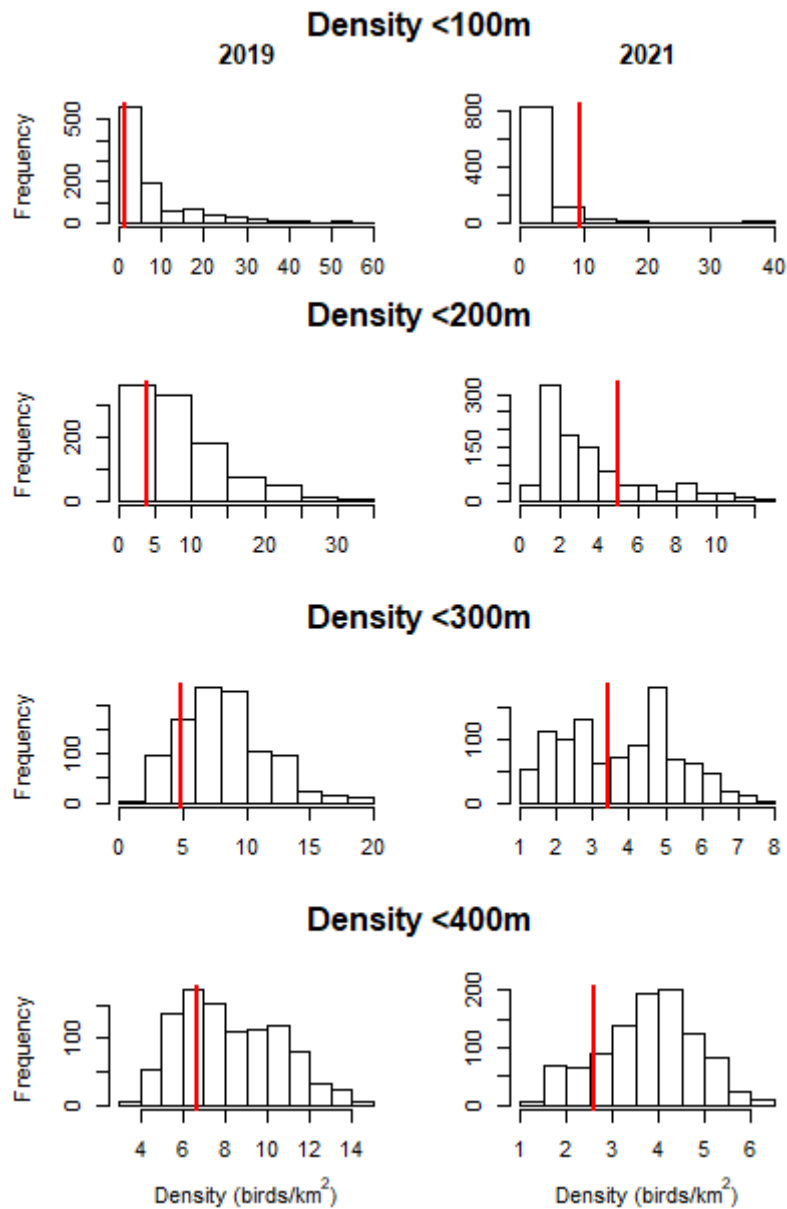 Density <100m
2019 2021
Frequency
500
200
0
0 10 20 30 40 50 60
800
400
0
0 10 20 30 40
Density <200m
Frequency
200
0
0 5 10 20 30
300
150
0
0 2 4 6 8 10
Density <300m
Frequency
100
0
0 5 10 15 20
100
0
1 2 3 4 5 6 7 8
Density <400m
Frequency
100
0
4 6 8 10 12 14
Density (birds/km²)
200
100
0
1 2 3 4 5 6
Density (birds/km²)